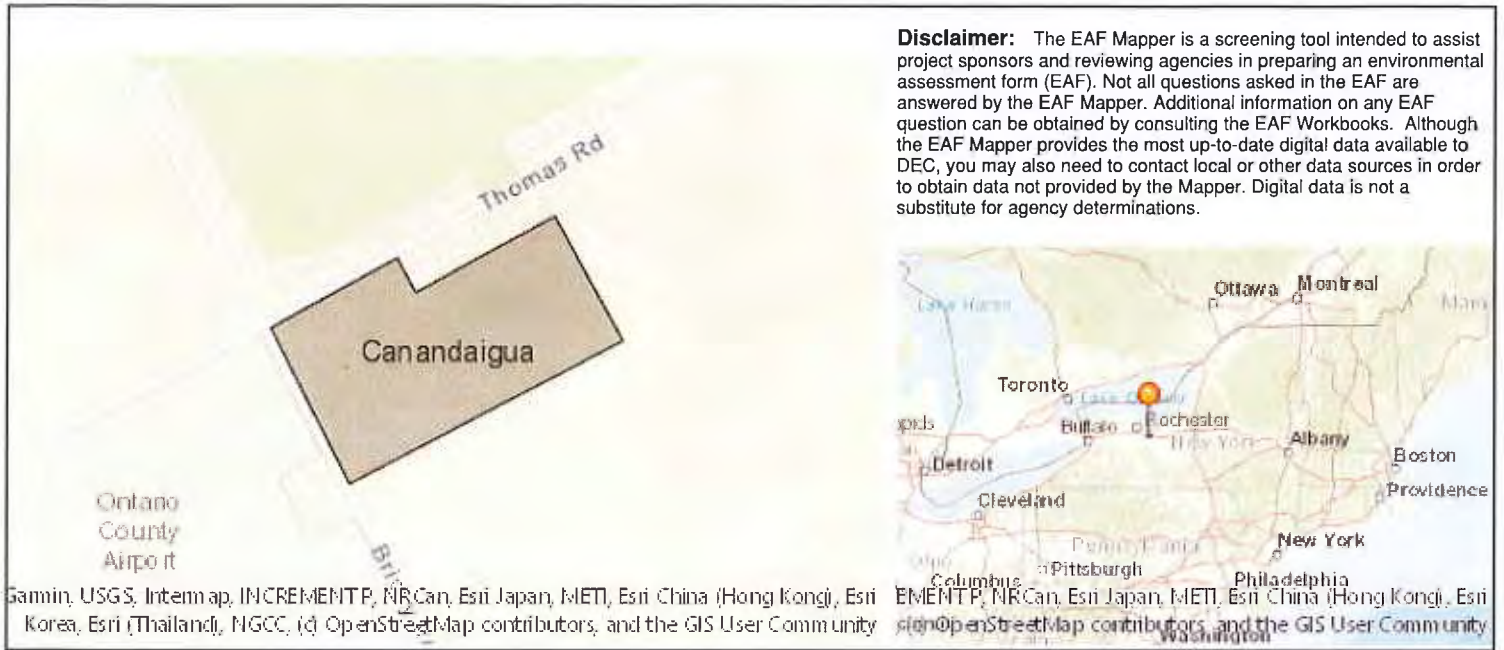 Disclaimer: The EAF Mapper is a screening tool intended to assist
project sponsors and reviewing agencies in preparing an environmental
assessment form (EAF). Not all questions asked in the EAF are
answered by the EAF Mapper. Additional information on any EAF
question can be obtained by consulting the EAF Workbooks. Although
the EAF Mapper provides the most up-to-date digital data available to
DEC, you may also need to contact local or other data sources in order
to obtain data not provided by the Mapper. Digital data is not a
substitute for agency determinations.
Thomas Rd
Canandaigua
Ontario
County
Airport
Garmin, USGS, Intermap, INCREMENT P, NRCan, Esri Japan, METI, Esri China (Hong Kong), Esri
Korea, Esri (Thailand), NGCC, (c) OpenStreetMap contributors, and the GIS User Community
Ottawa
Montreal
Lake Huron
Toronto
Buffalo
Rochester
New York
Albany
Detroit
Boston
Providence
Cleveland
Pennsylvania
New York
Pittsburgh
Columbus
Philadelphia
EMENT P, NRCan, Esri Japan, METI, Esri China (Hong Kong), Esri
OpenStreetMap contributors, and the GIS User Community
Washington